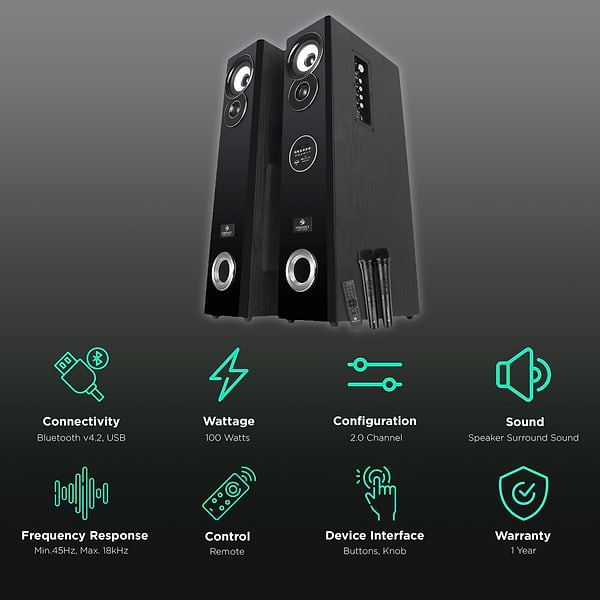 Connectivity
Bluetooth v4.2, USB
Wattage
100 Watts
Configuration
2.0 Channel
Sound
Speaker Surround Sound
Frequency Response
Min.45Hz, Max. 18kHz
Control
Remote
Device Interface
Buttons, Knob
Warranty
1 Year